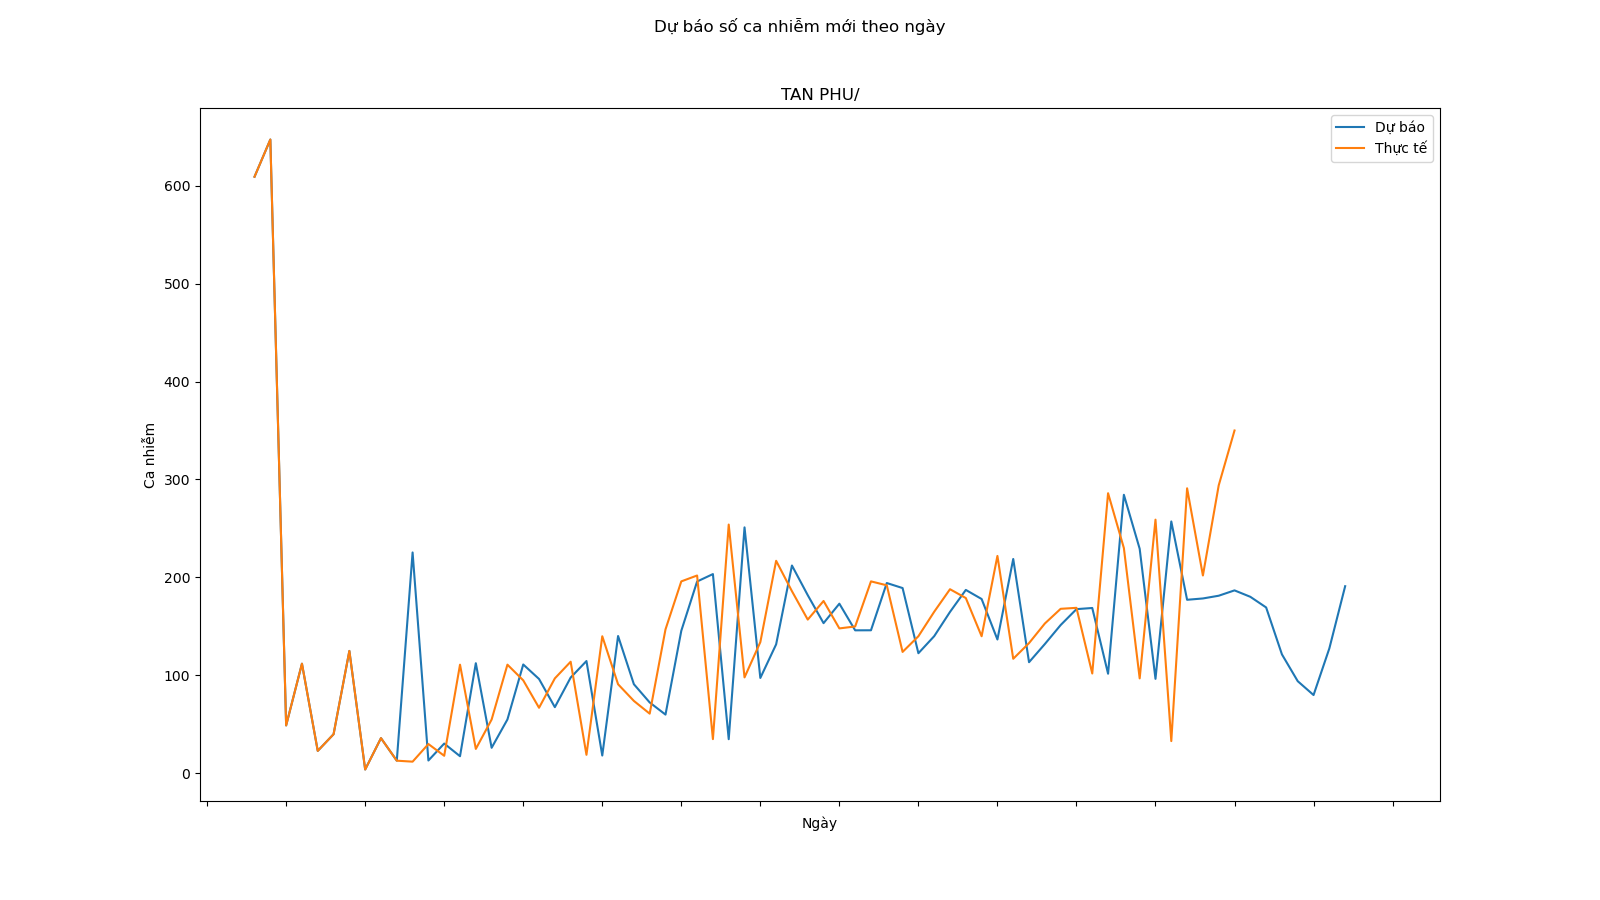 Dự báo số ca nhiễm mới theo ngày
TAN PHU/
Dự báo
Thực tế
600
500
400
300
200
100
0
Ca nhiễm
Ngày